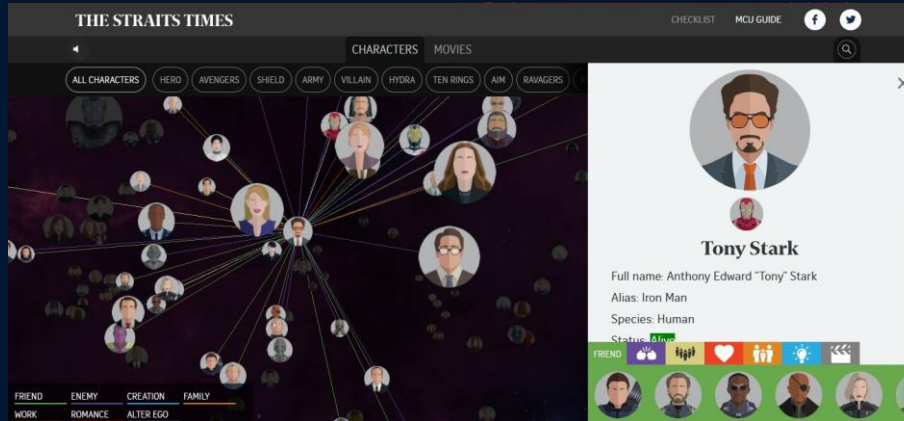 THE STRAITS TIMES
CHECKLIST MCU GUIDE
CHARACTERS MOVIES
ALL CHARACTERS HERO AVENGERS SHIELD ARMY VILLAIN HYDRA TEN RINGS AIM RAVAGERS
Tony Stark
Full name: Anthony Edward "Tony" Stark
Alias: Iron Man
Species: Human
Status: Alive
FRIEND
FRIEND ENEMY CREATION FAMILY
WORK ROMANCE ALTER EGO